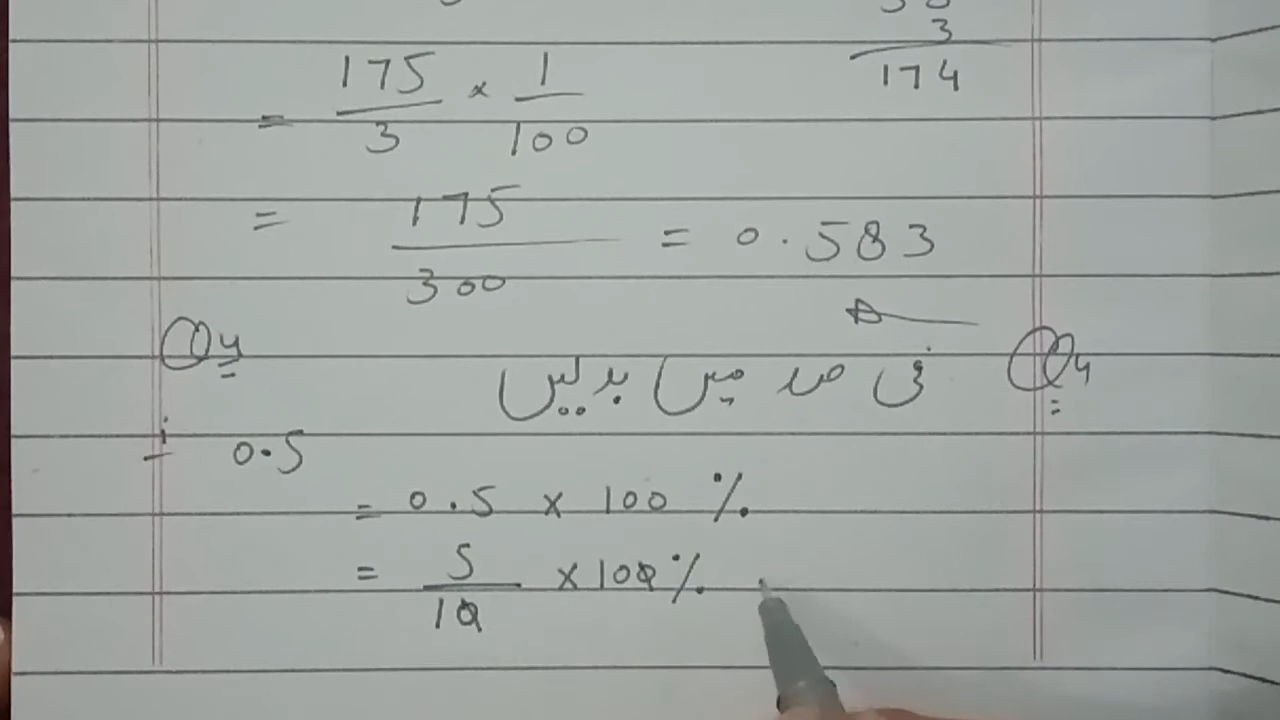 3
174
= 175/3 × 1/100
= 175/300 = 0.583
Q4 فی صد میں بدلیں Q4
i 0.5
= 0.5 × 100 %
= 5/10 × 100 %